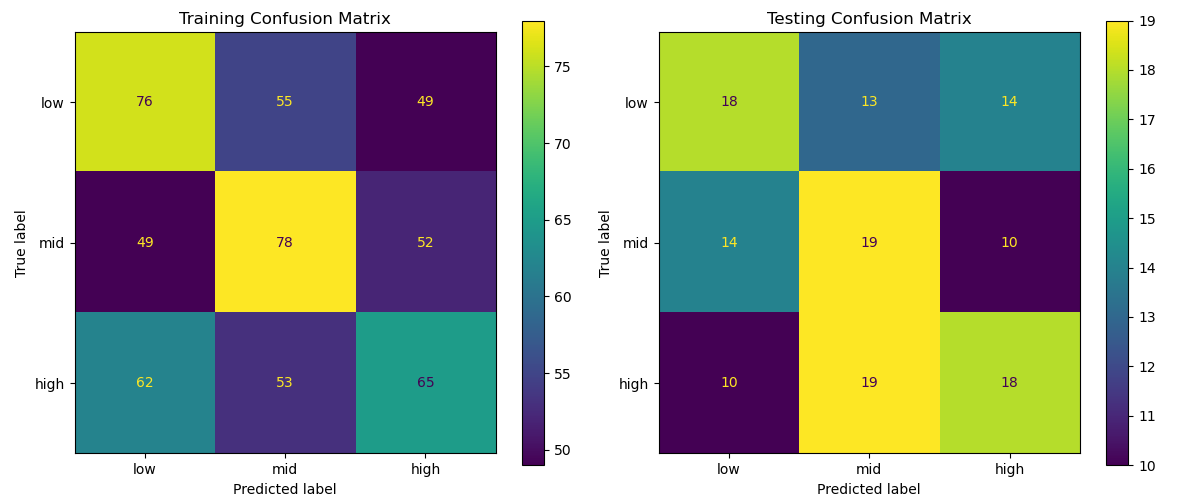 Training Confusion Matrix
True label
low
mid
high
76 55 49
49 78 52
62 53 65
low mid high
Predicted label
75
70
65
60
55
50
Testing Confusion Matrix
True label
low
mid
high
18 13 14
14 19 10
10 19 18
low mid high
Predicted label
19
18
17
16
15
14
13
12
11
10